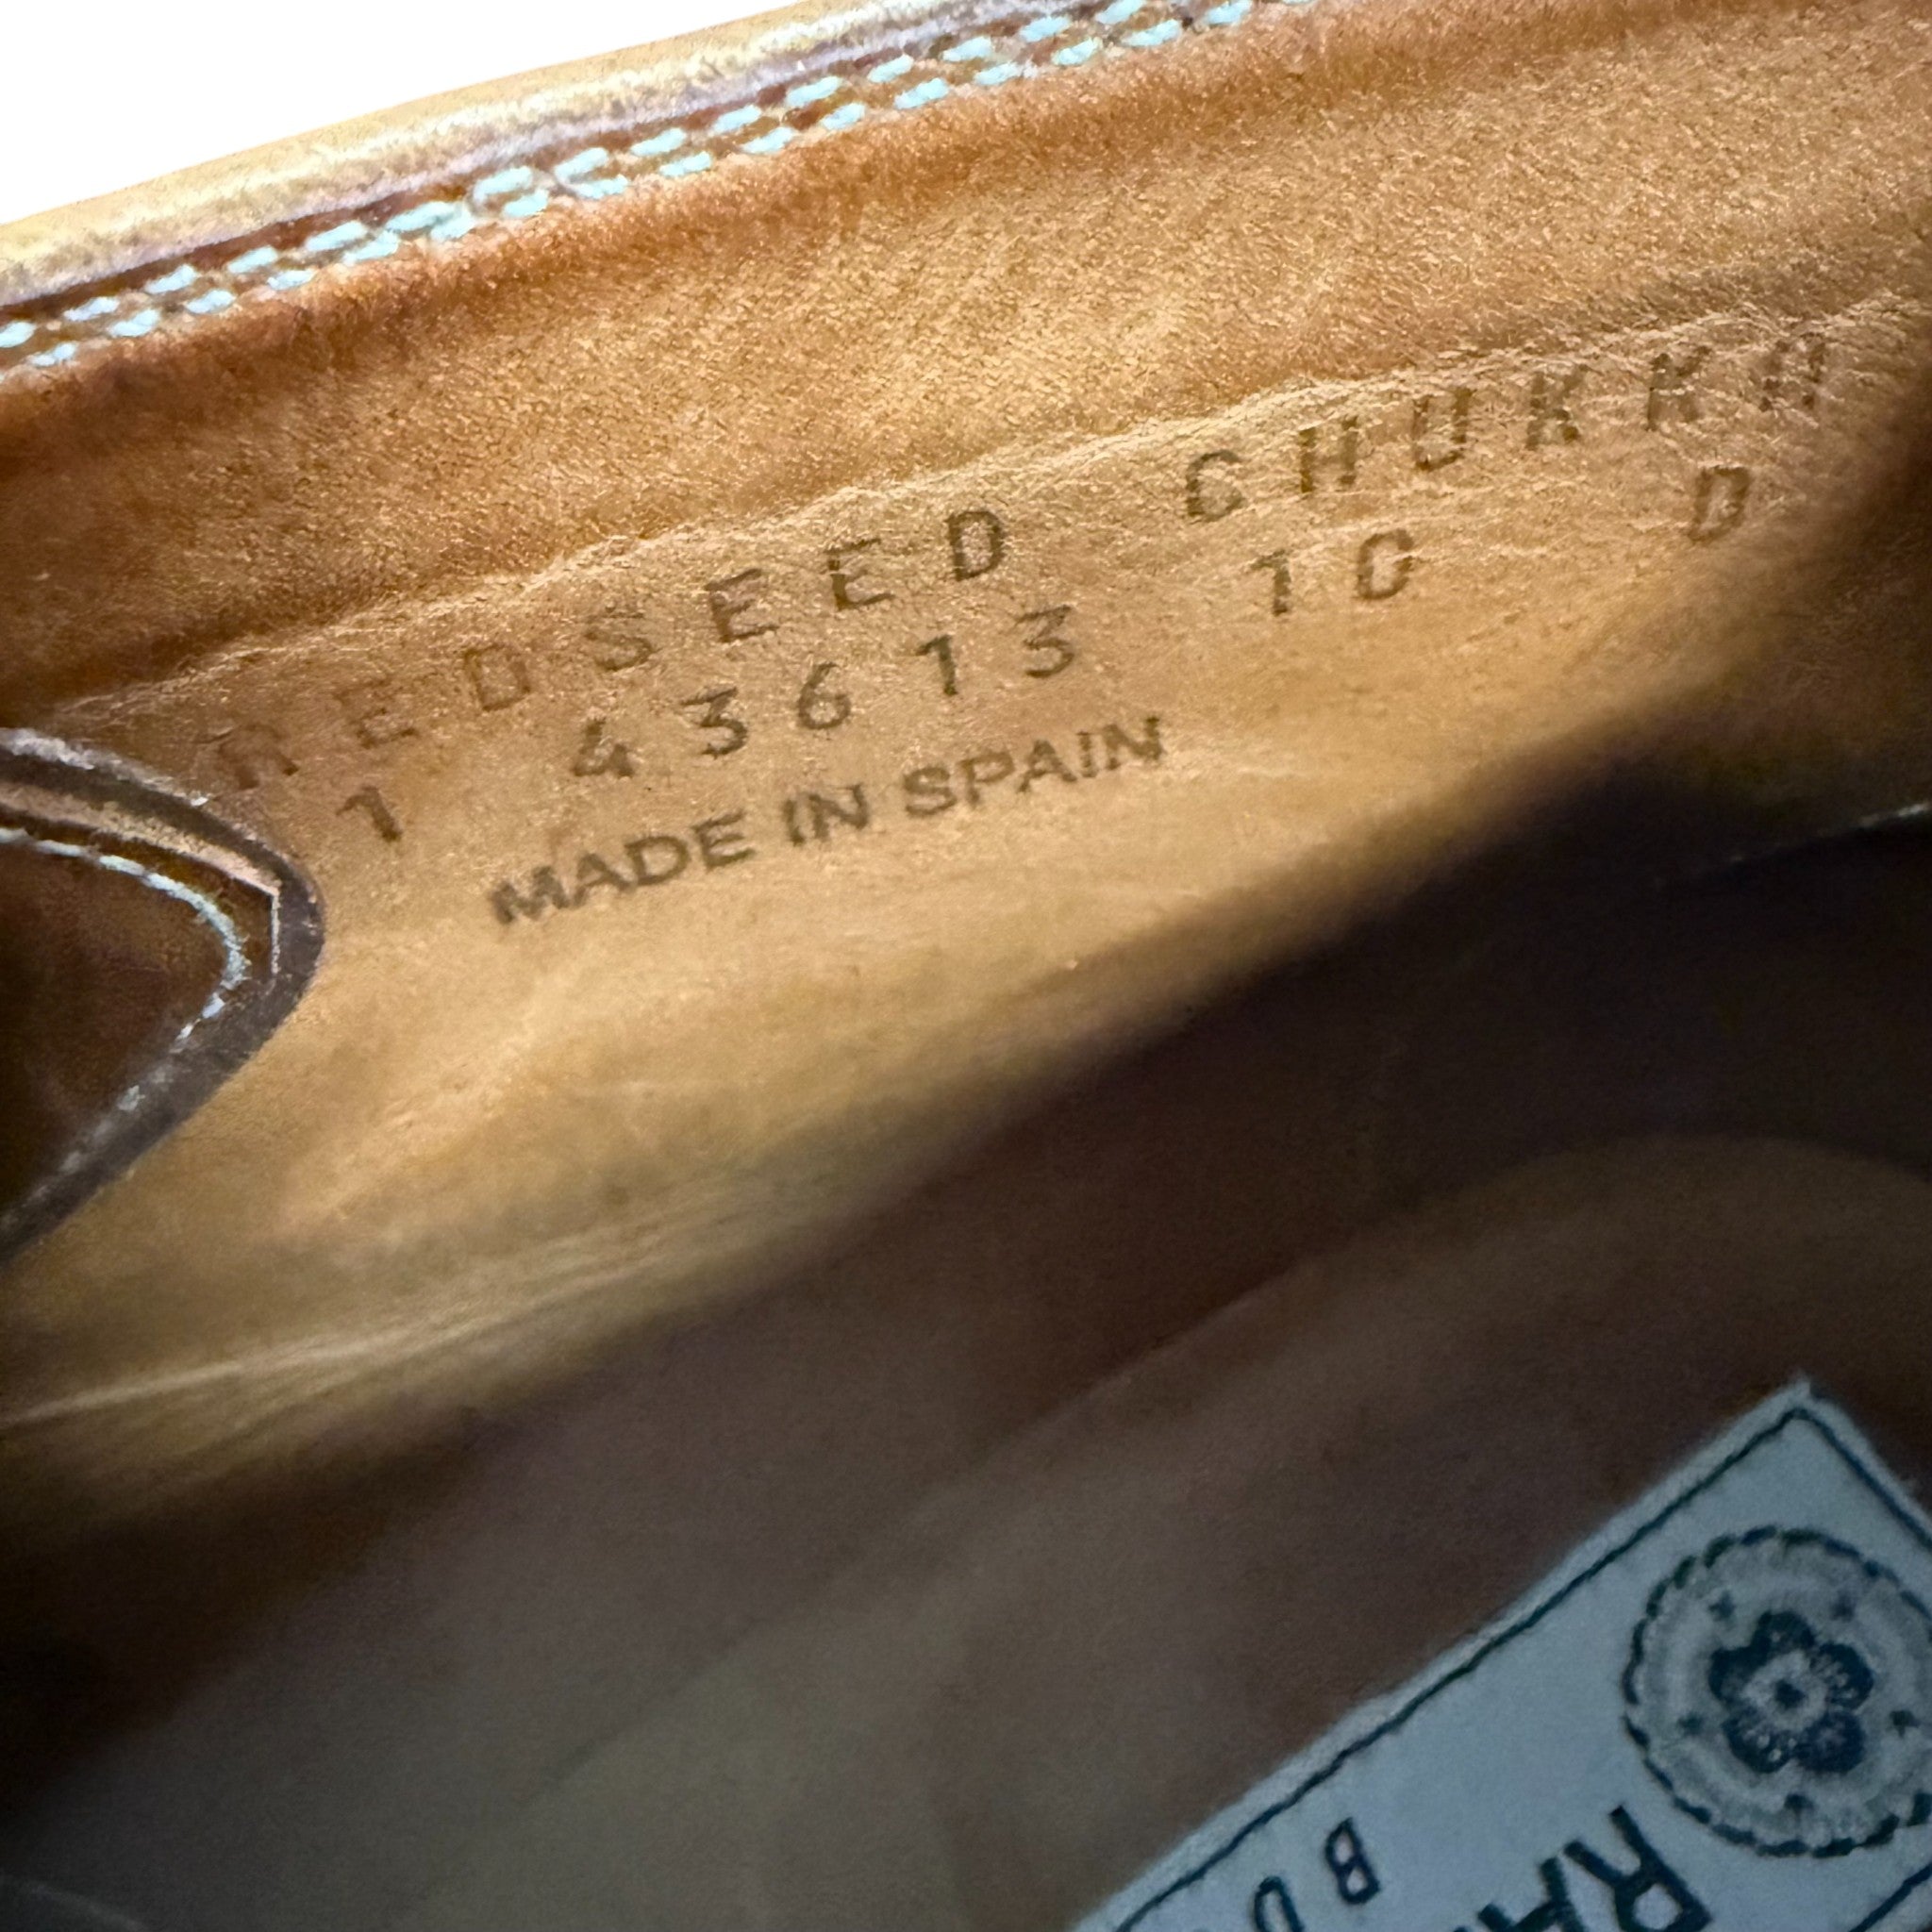 REDSEED CHUKKA
1 43613 10 D
MADE IN SPAIN